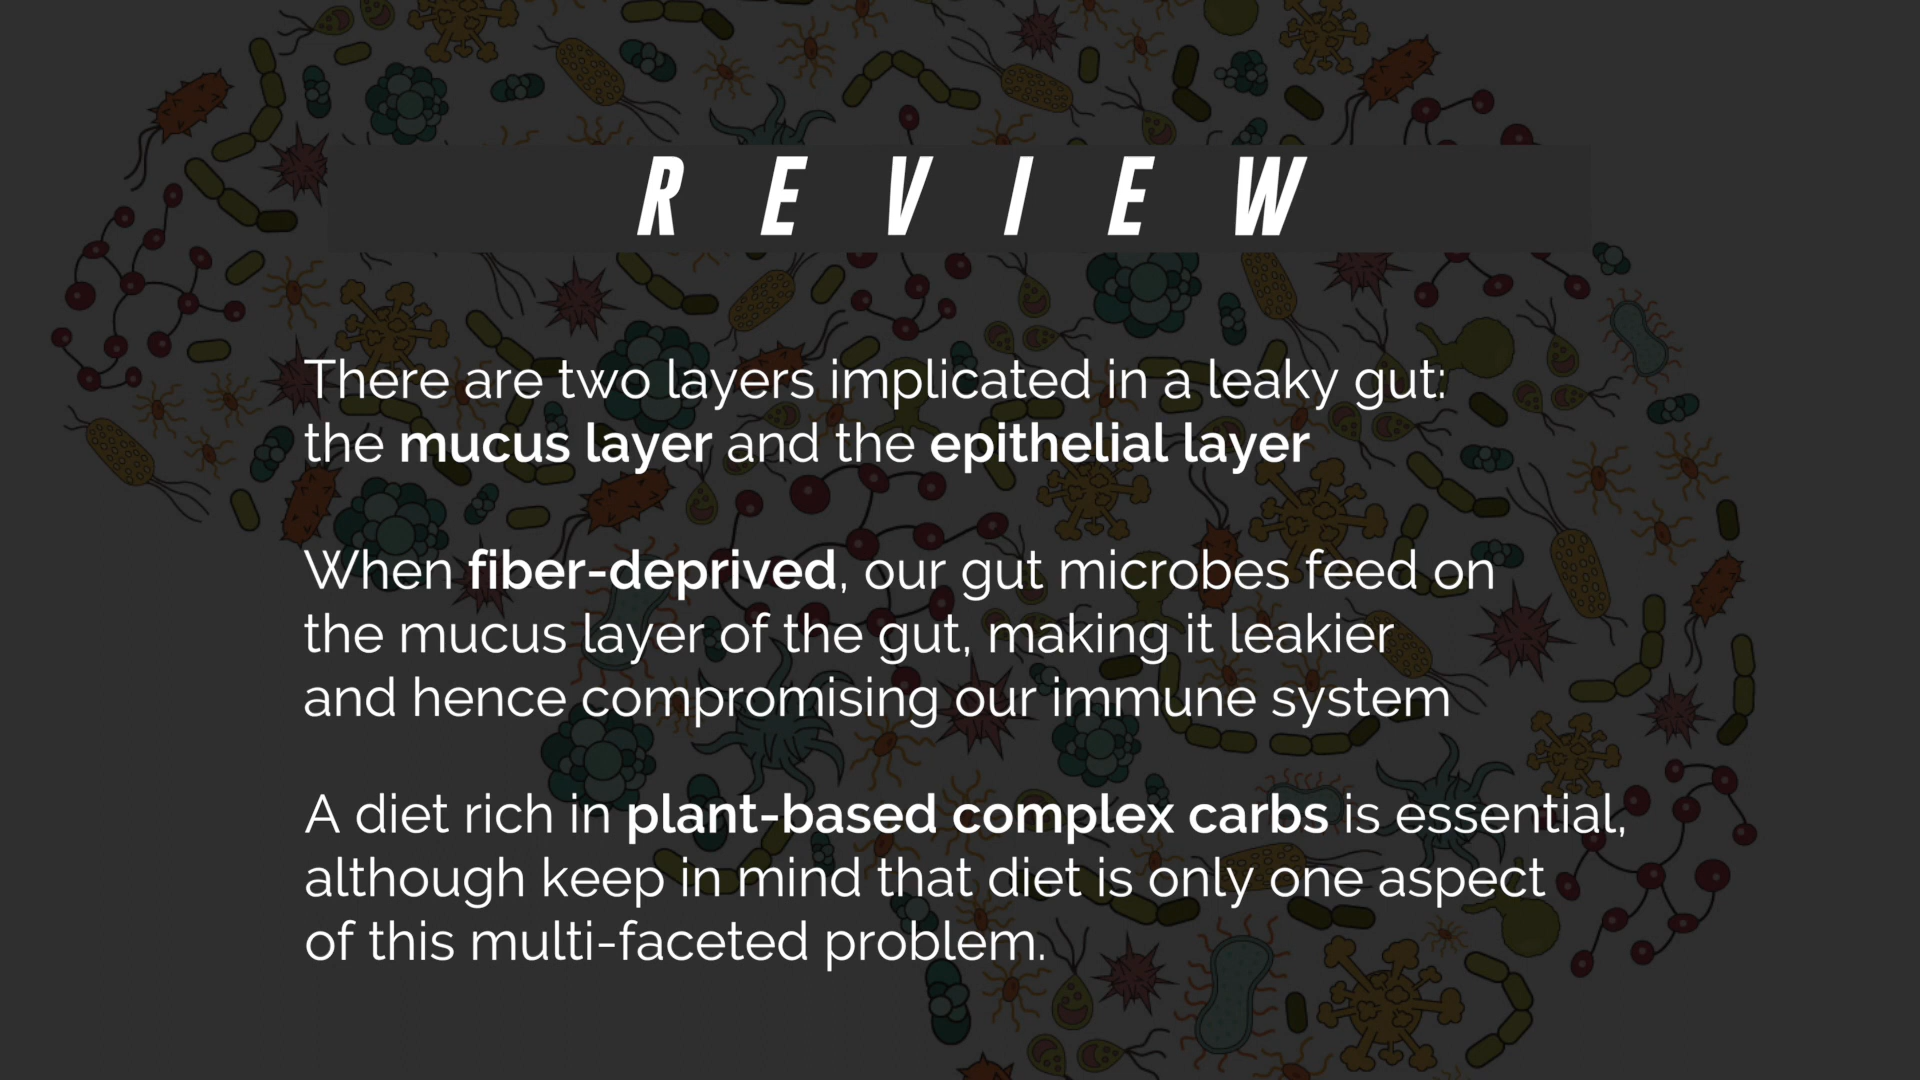 REVIEW
There are two layers implicated in a leaky gut:
the mucus layer and the epithelial layer
When fiber-deprived, our gut microbes feed on
the mucus layer of the gut, making it leakier
and hence compromising our immune system
A diet rich in plant-based complex carbs is essential,
although keep in mind that diet is only one aspect
of this multi-faceted problem.